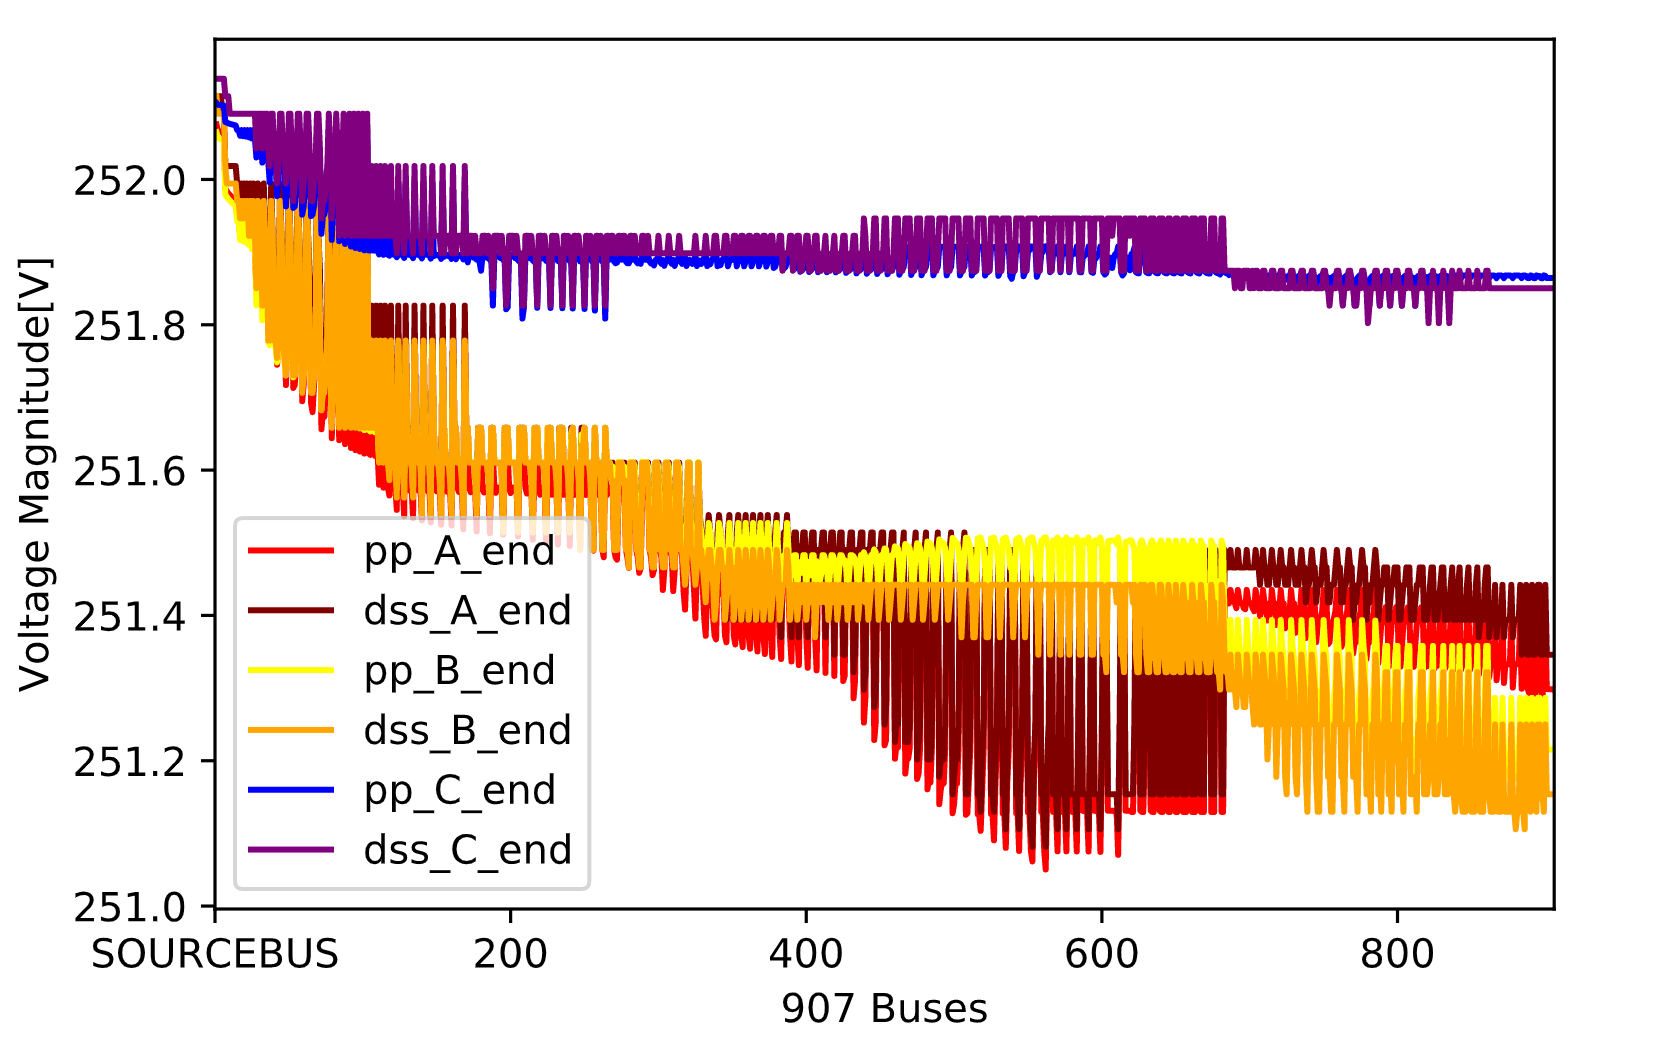 Voltage Magnitude[V]
252.0
251.8
251.6
251.4
251.2
251.0
pp_A_end
dss_A_end
pp_B_end
dss_B_end
pp_C_end
dss_C_end
SOURCEBUS 200 400 600 800
907 Buses